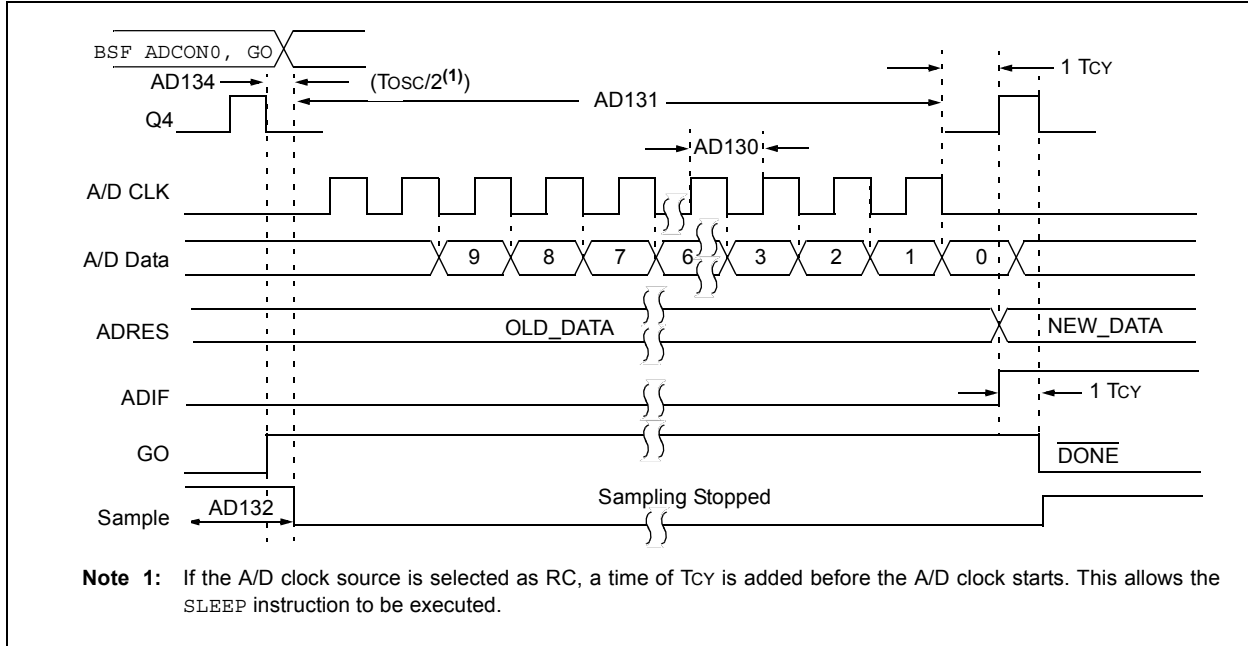 BSF ADCON0, GO
AD134 (TOSC/2(1)) 1 TCY
AD131
Q4
AD130
A/D CLK
A/D Data 9 8 7 6 3 2 1 0
ADRES OLD_DATA NEW_DATA
ADIF 1 TCY
GO DONE
Sample AD132 Sampling Stopped
Note 1: If the A/D clock source is selected as RC, a time of TCY is added before the A/D clock starts. This allows the
SLEEP instruction to be executed.